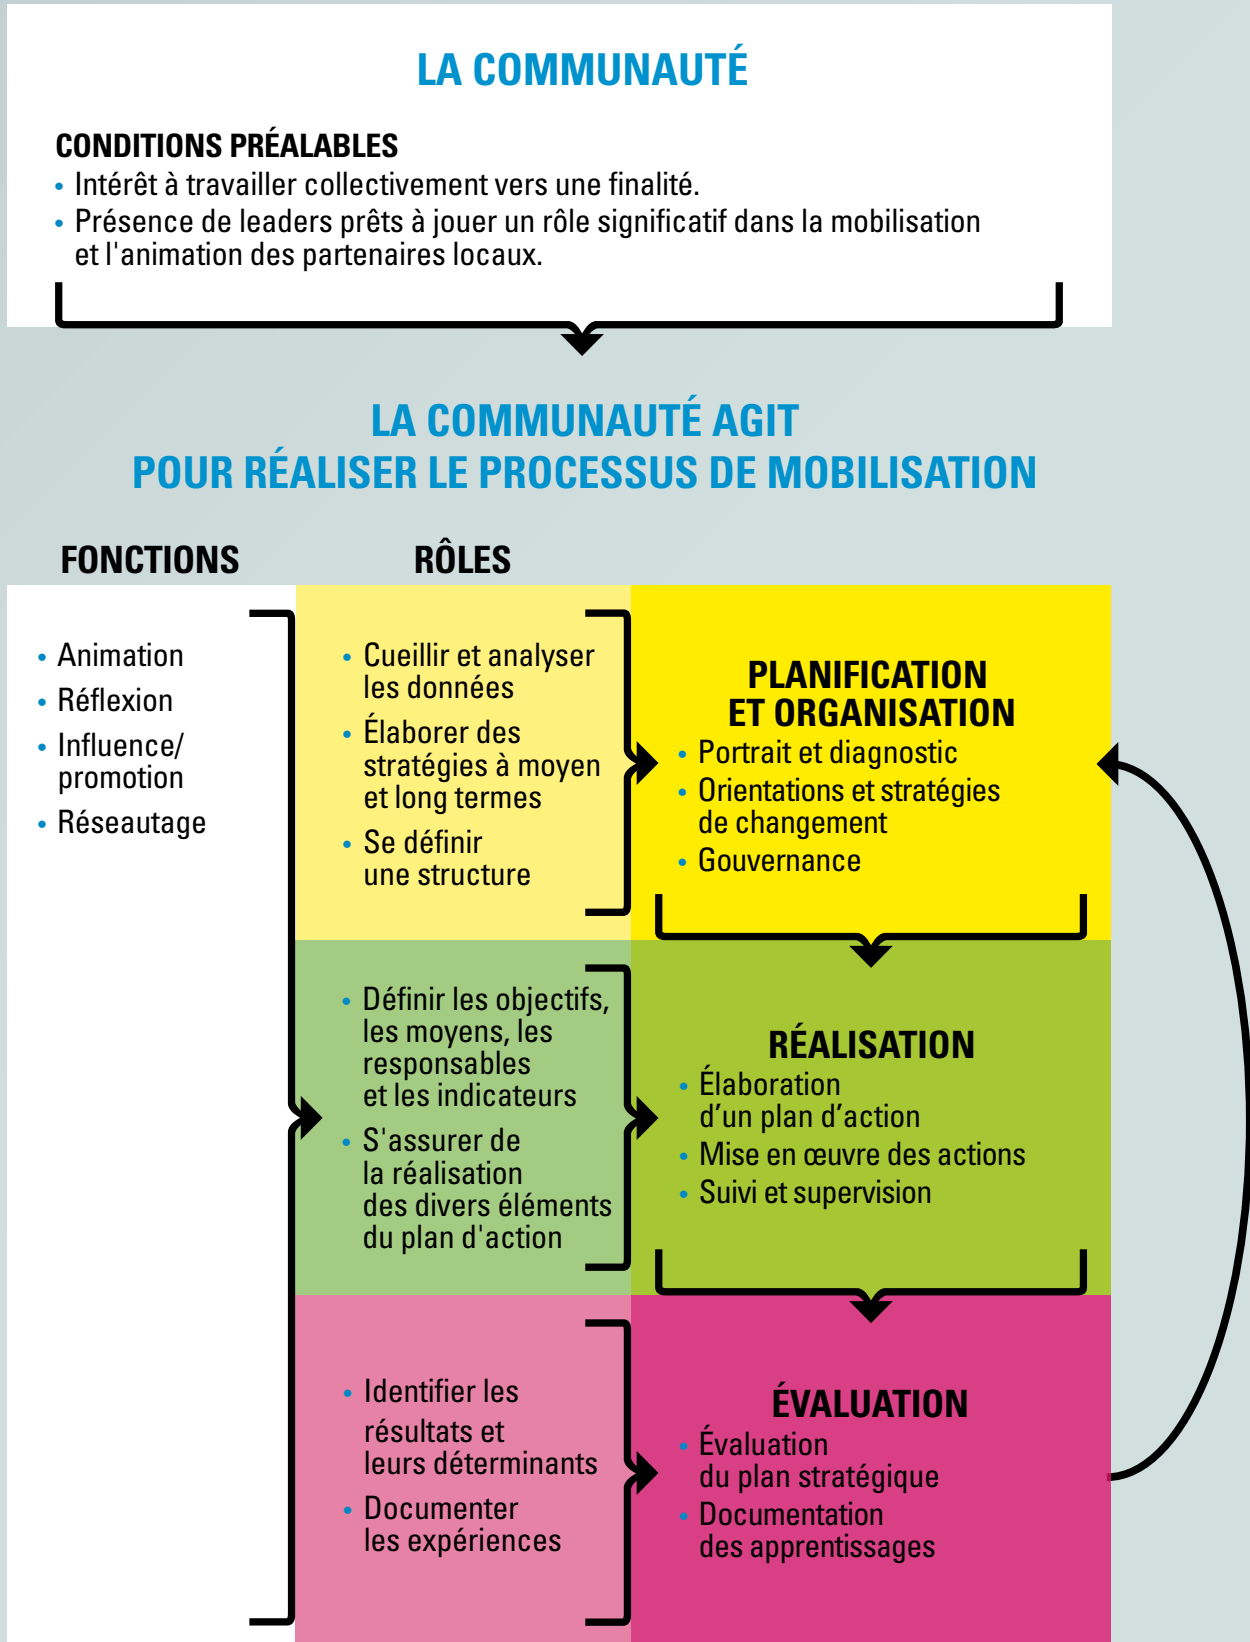 LA COMMUNAUTÉ
CONDITIONS PRÉALABLES
• Intérêt à travailler collectivement vers une finalité.
• Présence de leaders prêts à jouer un rôle significatif dans la mobilisation
et l'animation des partenaires locaux.
LA COMMUNAUTÉ AGIT
POUR RÉALISER LE PROCESSUS DE MOBILISATION
FONCTIONS
• Animation
• Réflexion
• Influence/
promotion
• Réseautage
RÔLES
• Cueillir et analyser
les données
• Élaborer des
stratégies à moyen
et long termes
• Se définir
une structure
PLANIFICATION
ET ORGANISATION
• Portrait et diagnostic
• Orientations et stratégies
de changement
• Gouvernance
• Définir les objectifs,
les moyens, les
responsables
et les indicateurs
• S'assurer de
la réalisation
des divers éléments
du plan d'action
RÉALISATION
• Élaboration
d’un plan d’action
• Mise en œuvre des actions
• Suivi et supervision
• Identifier les
résultats et
leurs déterminants
• Documenter
les expériences
ÉVALUATION
• Évaluation
du plan stratégique
• Documentation
des apprentissages